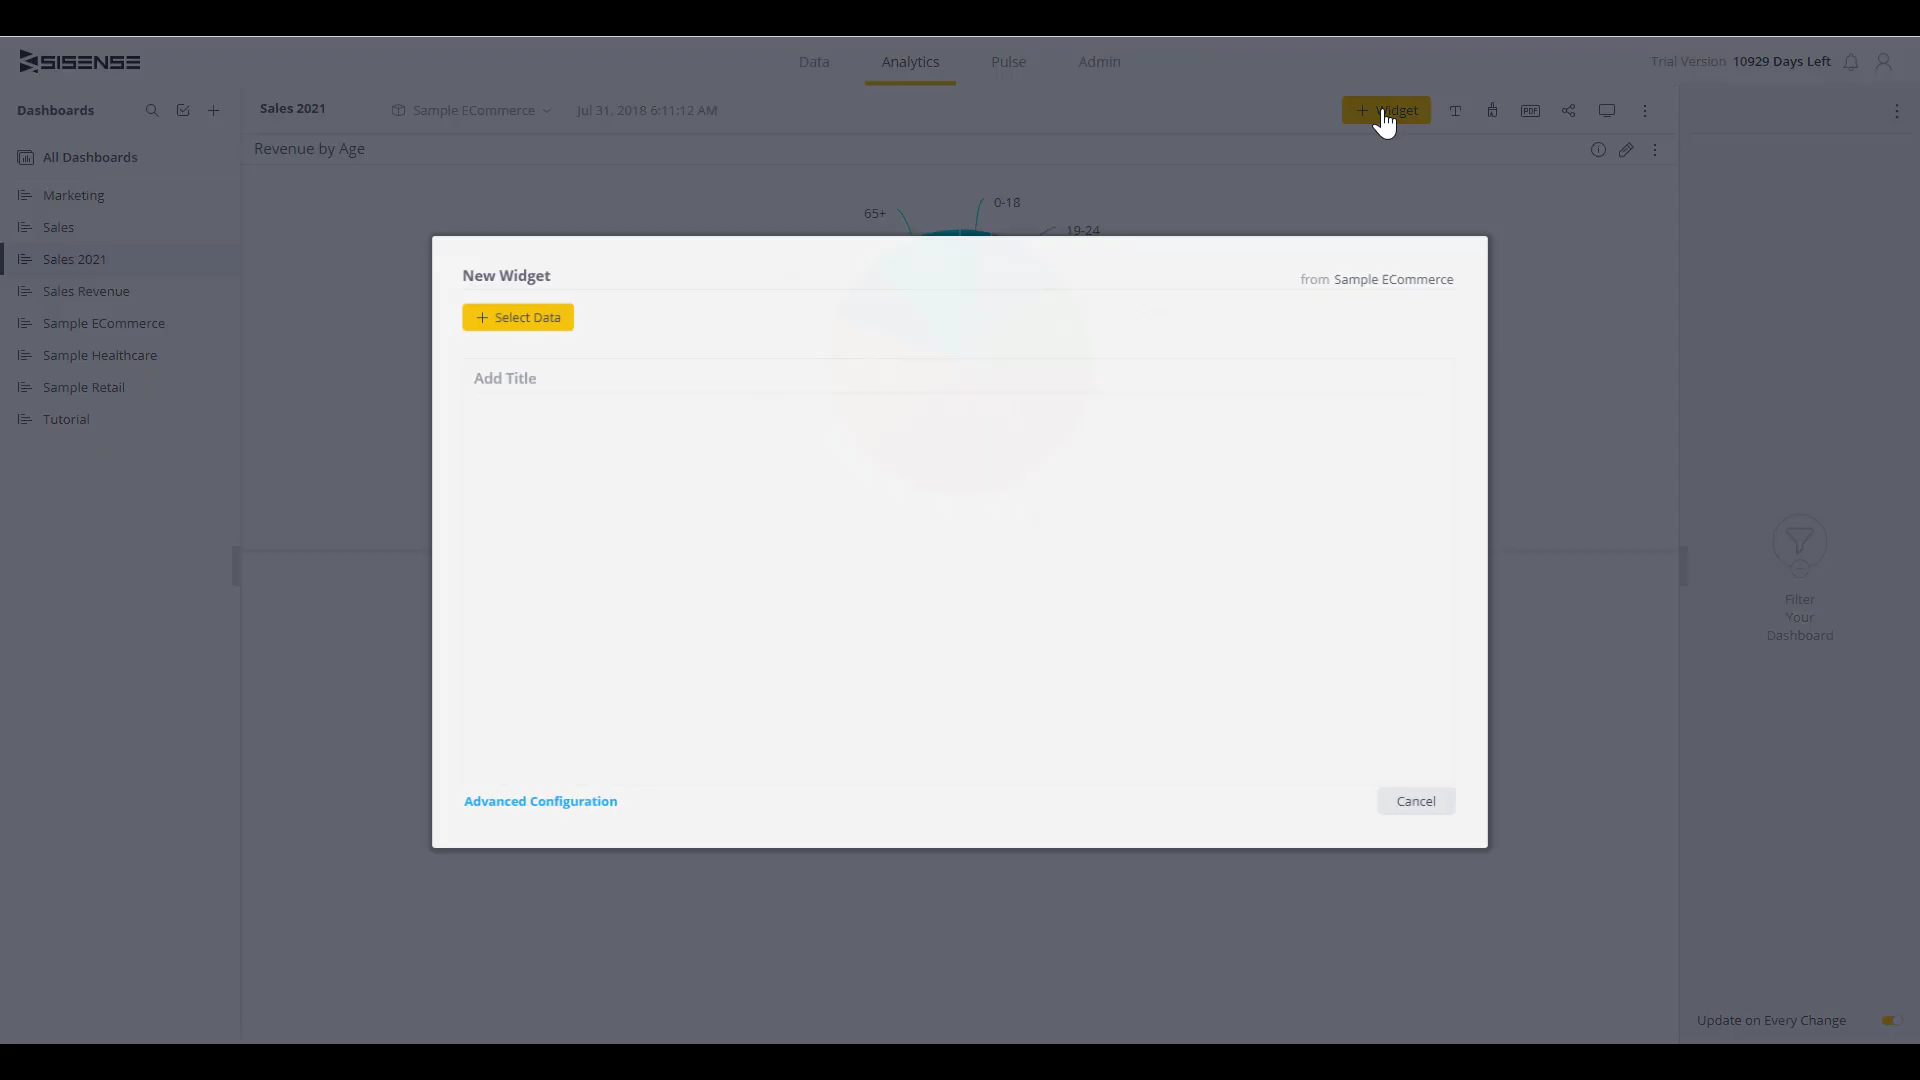 SISENSE
Data
Analytics
Pulse
Admin
Trial Version 10929 Days Left
Dashboards
Sales 2021
Sample ECommerce
Jul 31, 2018 6:11:12 AM
+ Widget
PDF
Revenue by Age
All Dashboards
Marketing
Sales
Sales 2021
Sales Revenue
Sample ECommerce
Sample Healthcare
Sample Retail
Tutorial
65+
0-18
19-24
New Widget
from Sample ECommerce
+ Select Data
Add Title
Advanced Configuration
Cancel
Filter
Your
Dashboard
Update on Every Change